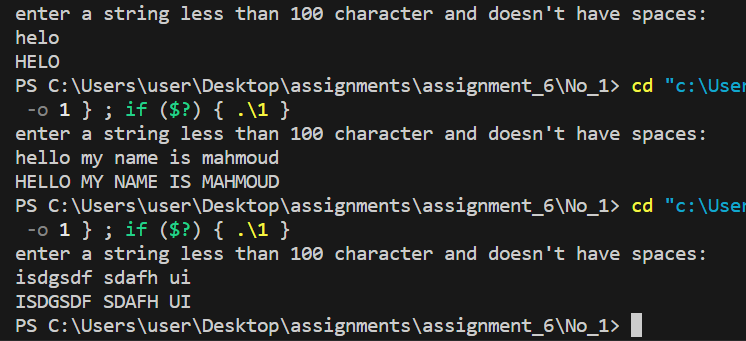 enter a string less than 100 character and doesn't have spaces:
helo
HELO
PS C:\Users\user\Desktop\assignments\assignment_6\No_1> cd "c:\User
-o 1 } ; if ($?) { .\1 }
enter a string less than 100 character and doesn't have spaces:
hello my name is mahmoud
HELLO MY NAME IS MAHMOUD
PS C:\Users\user\Desktop\assignments\assignment_6\No_1> cd "c:\User
-o 1 } ; if ($?) { .\1 }
enter a string less than 100 character and doesn't have spaces:
isdgsdf sdafh ui
ISDGSDF SDAFH UI
PS C:\Users\user\Desktop\assignments\assignment_6\No_1>